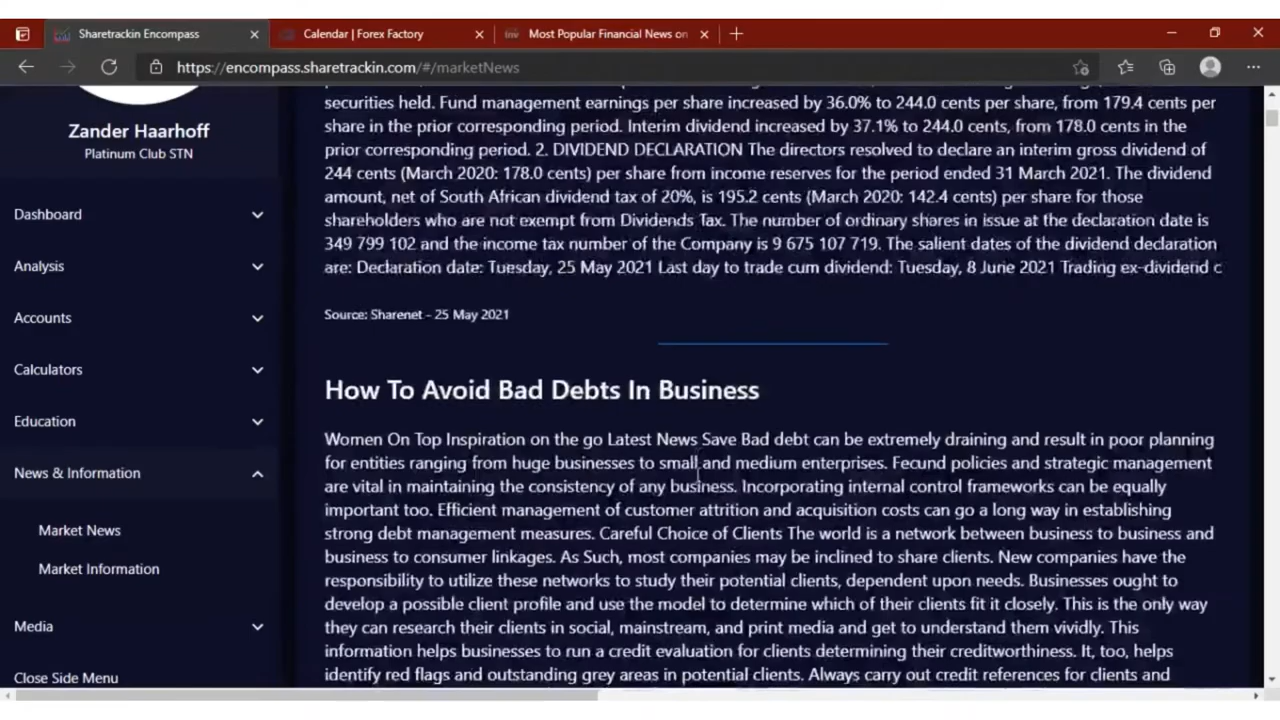 Sharetrackin Encompass
Calendar | Forex Factory
Most Popular Financial News on
https://encompass.sharetrackin.com/#/marketNews
Zander Haarhoff
Platinum Club STN
Dashboard
Analysis
Accounts
Calculators
Education
News & Information
Market News
Market Information
Media
Close Side Menu
securities held. Fund management earnings per share increased by 36.0% to 244.0 cents per share, from 179.4 cents per
share in the prior corresponding period. Interim dividend increased by 37.1% to 244.0 cents, from 178.0 cents in the
prior corresponding period. 2. DIVIDEND DECLARATION The directors resolved to declare an interim gross dividend of
244 cents (March 2020: 178.0 cents) per share from income reserves for the period ended 31 March 2021. The dividend
amount, net of South African dividend tax of 20%, is 195.2 cents (March 2020: 142.4 cents) per share for those
shareholders who are not exempt from Dividends Tax. The number of ordinary shares in issue at the declaration date is
349 799 102 and the income tax number of the Company is 9 675 107 719. The salient dates of the dividend declaration
are: Declaration date: Tuesday, 25 May 2021 Last day to trade cum dividend: Tuesday, 8 June 2021 Trading ex-dividend c
Source: Sharenet - 25 May 2021
How To Avoid Bad Debts In Business
Women On Top Inspiration on the go Latest News Save Bad debt can be extremely draining and result in poor planning
for entities ranging from huge businesses to small and medium enterprises. Fecund policies and strategic management
are vital in maintaining the consistency of any business. Incorporating internal control frameworks can be equally
important too. Efficient management of customer attrition and acquisition costs can go a long way in establishing
strong debt management measures. Careful Choice of Clients The world is a network between business to business and
business to consumer linkages. As Such, most companies may be inclined to share clients. New companies have the
responsibility to utilize these networks to study their potential clients, dependent upon needs. Businesses ought to
develop a possible client profile and use the model to determine which of their clients fit it closely. This is the only way
they can research their clients in social, mainstream, and print media and get to understand them vividly. This
information helps businesses to run a credit evaluation for clients determining their creditworthiness. It, too, helps
identify red flags and outstanding grey areas in potential clients. Always carry out credit references for clients and